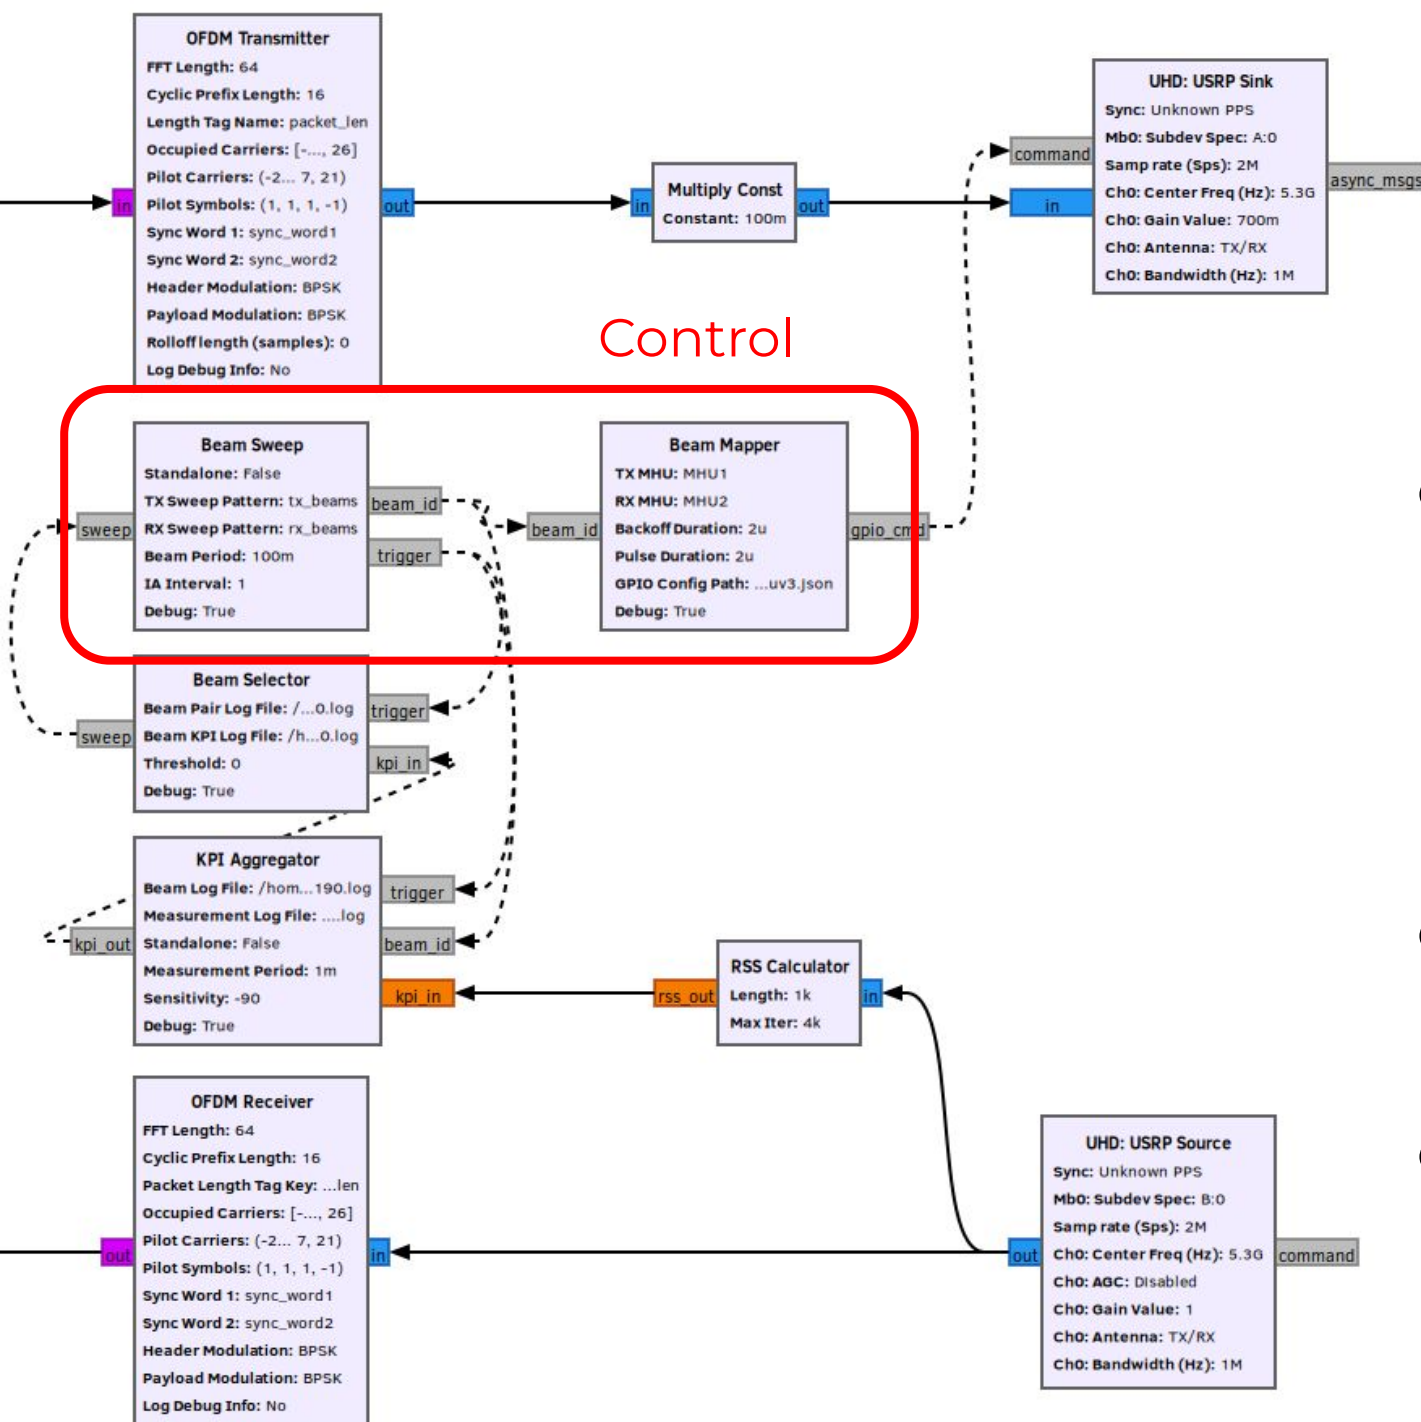 OFDM Transmitter
FFT Length: 64
Cyclic Prefix Length: 16
Length Tag Name: packet_len
Occupied Carriers: [-..., 26]
Pilot Carriers: (-2... 7, 21)
Pilot Symbols: (1, 1, 1, -1)
Sync Word 1: sync_word1
Sync Word 2: sync_word2
Header Modulation: BPSK
Payload Modulation: BPSK
Rolloff length (samples): 0
Log Debug Info: No
in
out
in
Multiply Const
Constant: 100m
out
UHD: USRP Sink
Sync: Unknown PPS
Mb0: Subdev Spec: A:0
Samp rate (Sps): 2M
Ch0: Center Freq (Hz): 5.3G
Ch0: Gain Value: 700m
Ch0: Antenna: TX/RX
Ch0: Bandwidth (Hz): 1M
command
in
async_msgs
Control
Beam Sweep
Standalone: False
TX Sweep Pattern: tx_beams
RX Sweep Pattern: rx_beams
Beam Period: 100m
IA Interval: 1
Debug: True
sweep
beam_id
trigger
beam_id
Beam Mapper
TX MHU: MHU1
RX MHU: MHU2
Backoff Duration: 2u
Pulse Duration: 2u
GPIO Config Path: ...uv3.json
Debug: True
gpio_cmd
Beam Selector
Beam Pair Log File: /...0.log
Beam KPI Log File: /h...0.log
Threshold: 0
Debug: True
sweep
trigger
kpi_in
KPI Aggregator
Beam Log File: /hom...190.log
Measurement Log File: ....log
Standalone: False
Measurement Period: 1m
Sensitivity: -90
Debug: True
kpi_out
trigger
beam_id
kpi_in
rss_out
RSS Calculator
Length: 1k
Max Iter: 4k
in
OFDM Receiver
FFT Length: 64
Cyclic Prefix Length: 16
Packet Length Tag Key: ...len
Occupied Carriers: [-..., 26]
Pilot Carriers: (-2... 7, 21)
Pilot Symbols: (1, 1, 1, -1)
Sync Word 1: sync_word1
Sync Word 2: sync_word2
Header Modulation: BPSK
Payload Modulation: BPSK
Log Debug Info: No
out
in
UHD: USRP Source
Sync: Unknown PPS
Mb0: Subdev Spec: B:0
Samp rate (Sps): 2M
Ch0: Center Freq (Hz): 5.3G
Ch0: AGC: Disabled
Ch0: Gain Value: 1
Ch0: Antenna: TX/RX
Ch0: Bandwidth (Hz): 1M
out
command